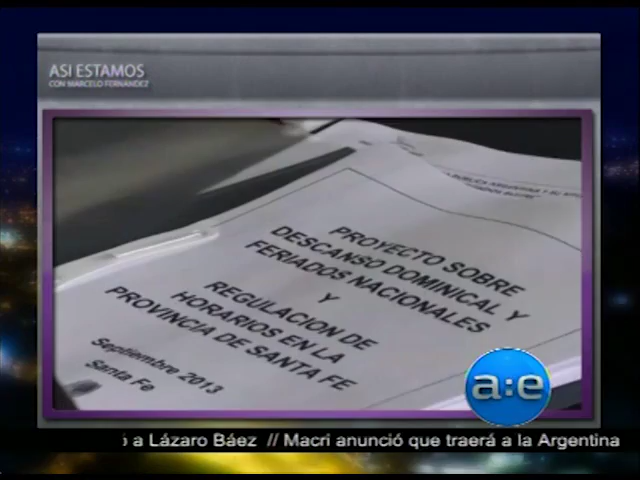 ASI ESTAMOS
CON MARCELO FERNANDEZ
PROYECTO SOBRE
DESCANSO DOMINICAL Y
FERIADOS NACIONALES
Y
REGULACION DE
HORARIOS EN LA
PROVINCIA DE SANTA FE
Septiembre 2013
Santa Fe
a:e
a Lázaro Báez // Macri anunció que traerá a la Argentina